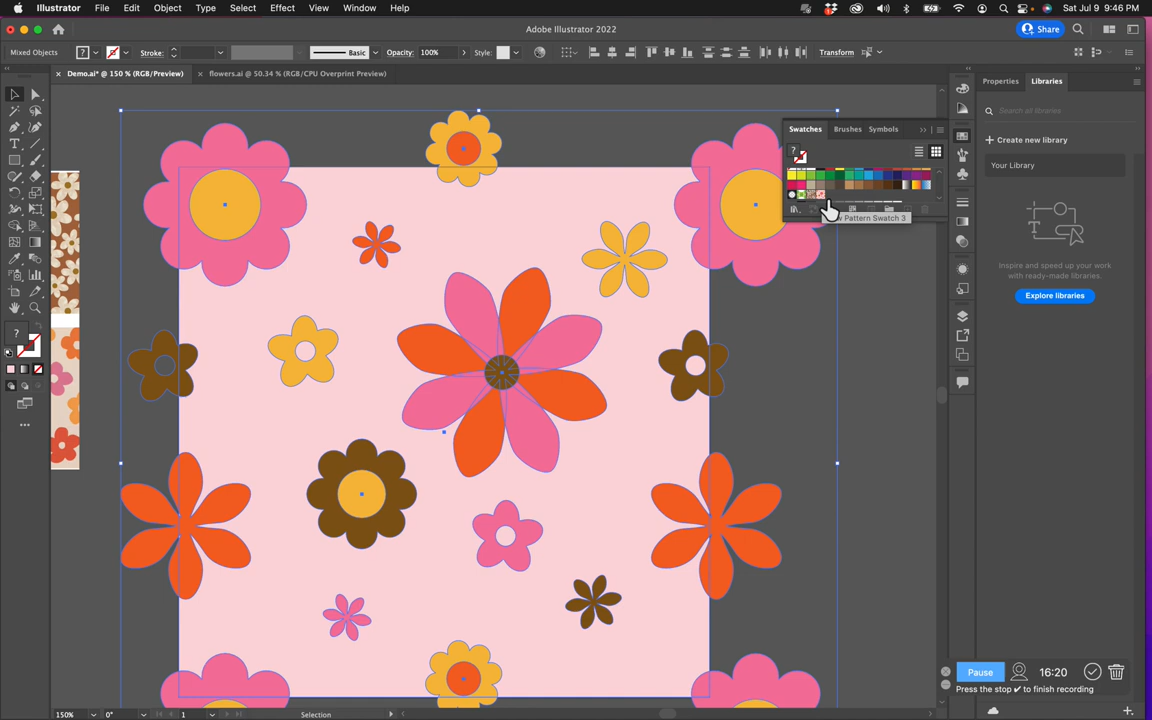 Illustrator File Edit Object Type Select Effect View Window Help Sat Jul 9 9:46 PM
Adobe Illustrator 2022 Share
Mixed Objects ? Stroke: Basic Opacity: 100% Style: Transform
× Demo.ai* @ 150 % (RGB/Preview) × flowers.ai @ 50.34 % (RGB/CPU Overprint Preview)
Properties Libraries
Search all libraries
Swatches Brushes Symbols
Create new library
Your Library
Pattern Swatch 3
Inspire and speed up your work
with ready-made libraries.
Explore libraries
Pause 16:20
Press the stop ✔ to finish recording
150% 0° 1 Selection